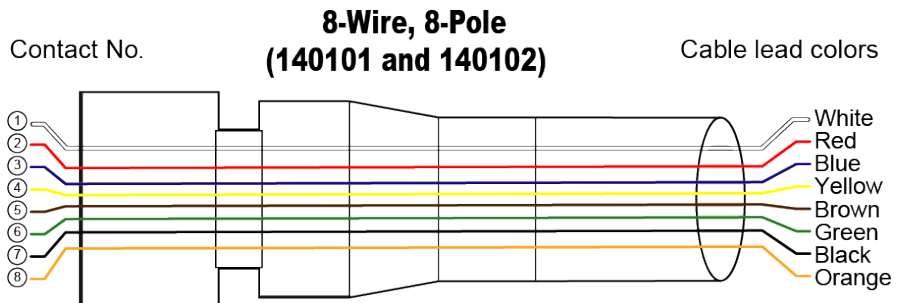 8-Wire, 8-Pole
(140101 and 140102)
Contact No.
Cable lead colors
1 White
2 Red
3 Blue
4 Yellow
5 Brown
6 Green
7 Black
8 Orange